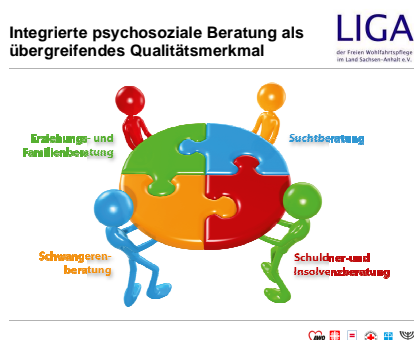 Integrierte psychosoziale Beratung als
übergreifendes Qualitätsmerkmal
LIGA
der Freien Wohlfahrtspflege
im Land Sachsen-Anhalt e.V.
Erziehungs- und
Familienberatung
Suchtberatung
Schwangeren-
beratung
Schuldner-und
Insolvenzberatung
AWO